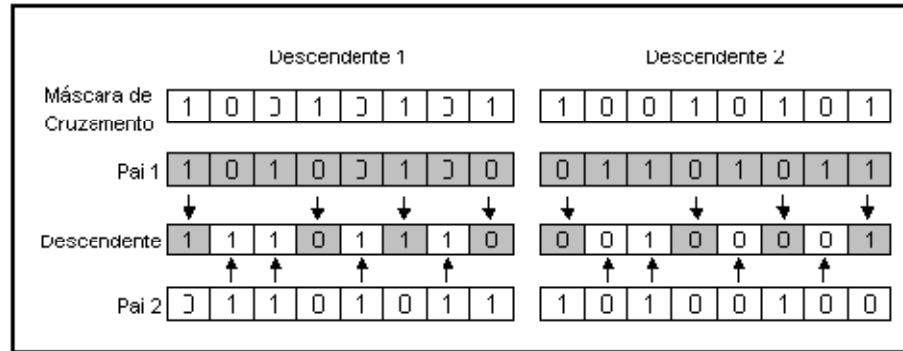 Descendente 1 Descendente 2
Máscara de
Cruzamento
1 0 0 1 0 1 0 1 1 0 0 1 0 1 0 1
Pai 1 1 0 1 0 0 1 0 0 0 1 1 0 1 0 1 1
Descendente 1 1 1 0 1 1 1 0 0 0 1 0 0 0 0 1
Pai 2 0 1 1 0 1 0 1 1 1 0 1 0 0 1 0 0